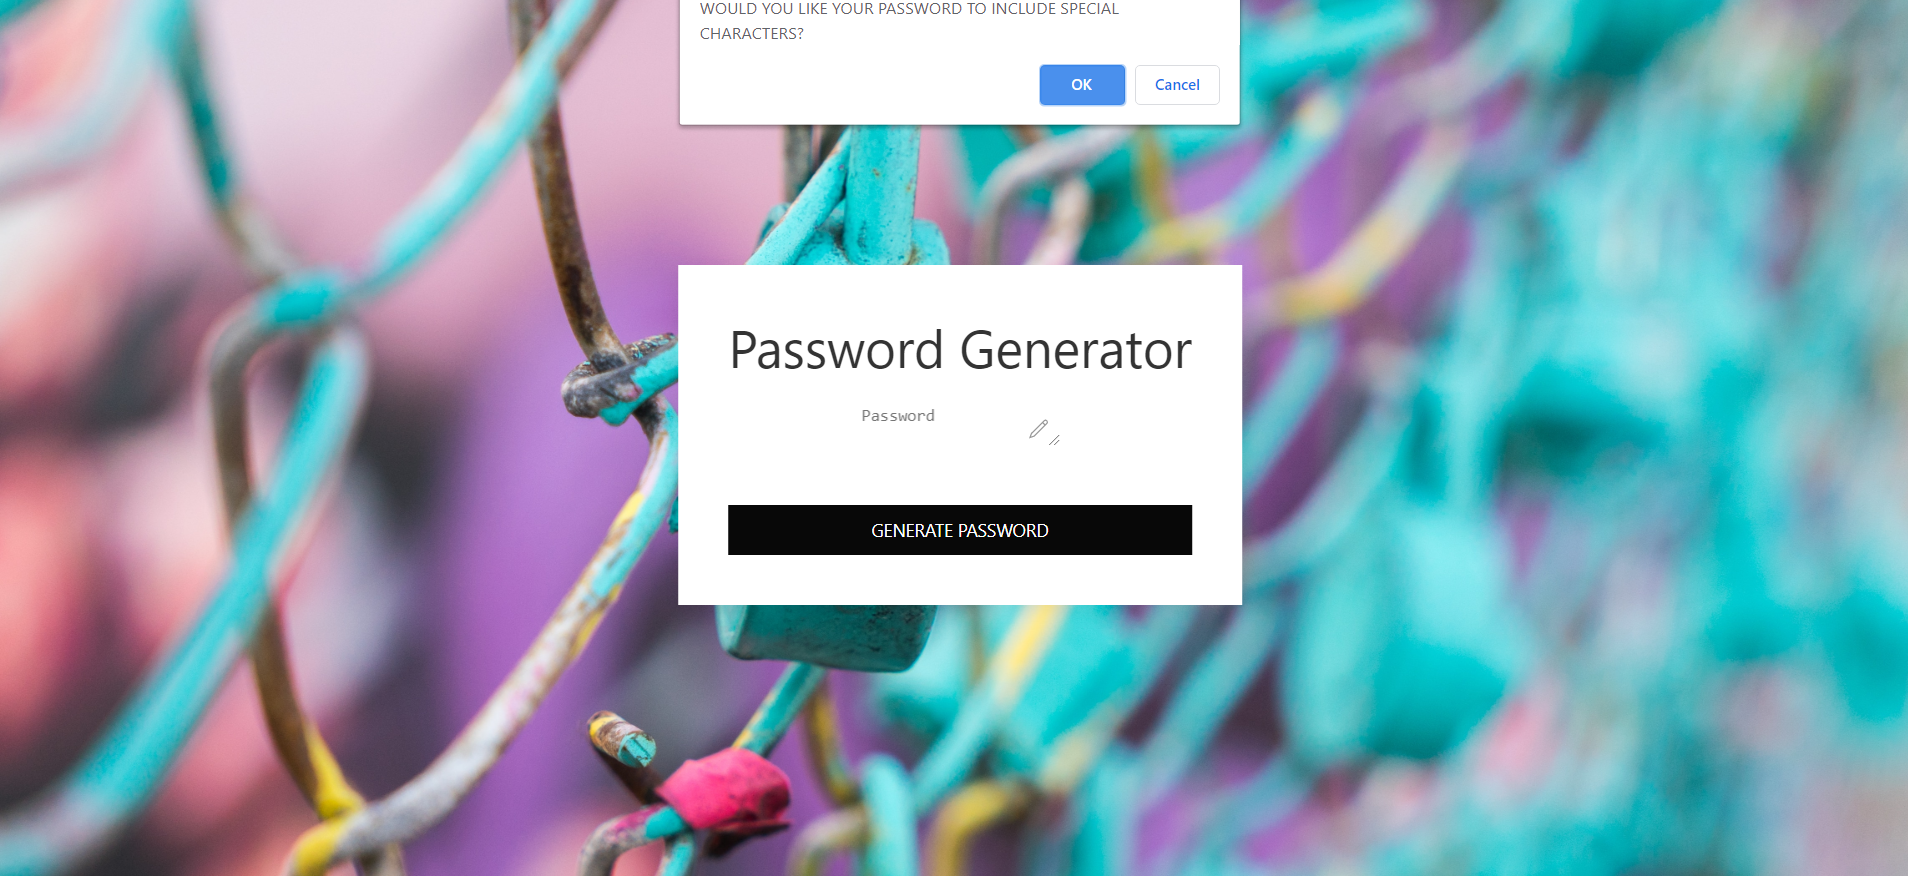 WOULD YOU LIKE YOUR PASSWORD TO INCLUDE SPECIAL
CHARACTERS?
OK
Cancel
Password Generator
Password
GENERATE PASSWORD